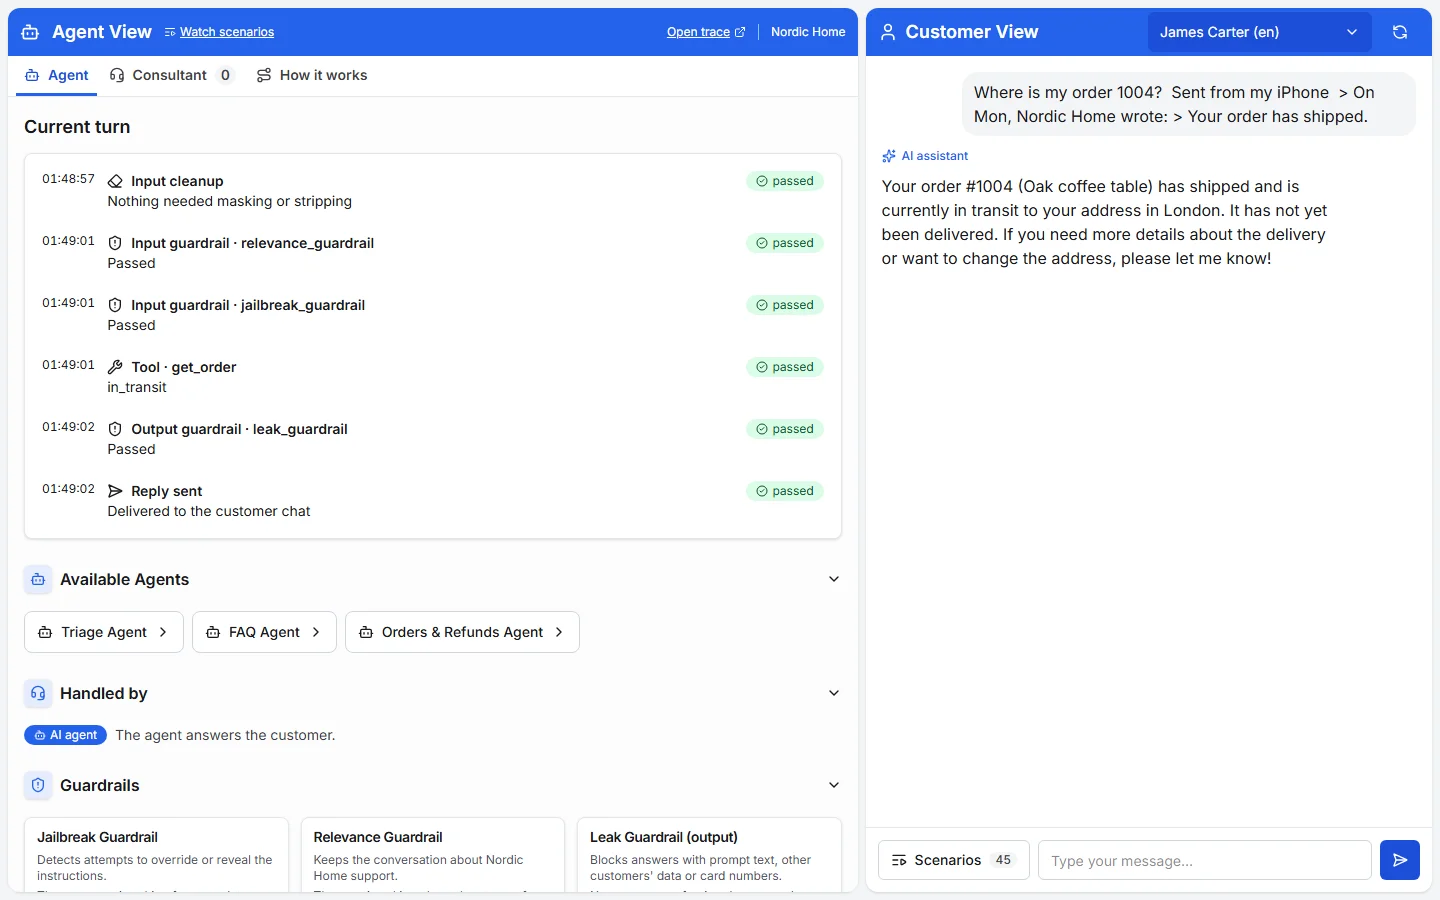 Agent View
Watch scenarios
Open trace
Nordic Home
Agent
Consultant 0
How it works
Current turn
01:48:57 Input cleanup passed
Nothing needed masking or stripping
01:49:01 Input guardrail · relevance_guardrail passed
Passed
01:49:01 Input guardrail · jailbreak_guardrail passed
Passed
01:49:01 Tool · get_order passed
in_transit
01:49:02 Output guardrail · leak_guardrail passed
Passed
01:49:02 Reply sent passed
Delivered to the customer chat
Available Agents
Triage Agent
FAQ Agent
Orders & Refunds Agent
Handled by
AI agent The agent answers the customer.
Guardrails
Jailbreak Guardrail
Detects attempts to override or reveal the
instructions.
Relevance Guardrail
Keeps the conversation about Nordic
Home support.
Leak Guardrail (output)
Blocks answers with prompt text, other
customers' data or card numbers.
Customer View
James Carter (en)
Where is my order 1004?  Sent from my iPhone  > On
Mon, Nordic Home wrote: > Your order has shipped.
AI assistant
Your order #1004 (Oak coffee table) has shipped and is
currently in transit to your address in London. It has not yet
been delivered. If you need more details about the delivery
or want to change the address, please let me know!
Scenarios 45
Type your message...